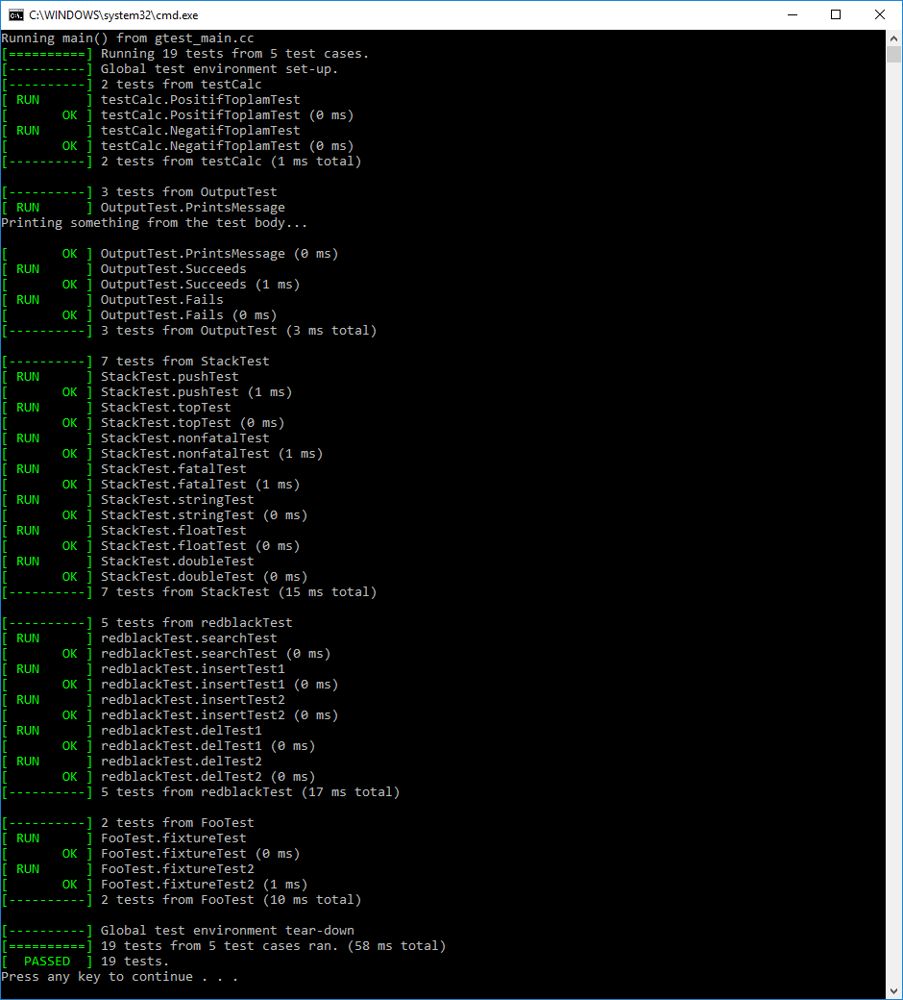 C:\WINDOWS\system32\cmd.exe
Running main() from gtest_main.cc
[==========] Running 19 tests from 5 test cases.
[----------] Global test environment set-up.
[----------] 2 tests from testCalc
[ RUN      ] testCalc.PositifToplamTest
[       OK ] testCalc.PositifToplamTest (0 ms)
[ RUN      ] testCalc.NegatifToplamTest
[       OK ] testCalc.NegatifToplamTest (0 ms)
[----------] 2 tests from testCalc (1 ms total)
[----------] 3 tests from OutputTest
[ RUN      ] OutputTest.PrintsMessage
Printing something from the test body...
[       OK ] OutputTest.PrintsMessage (0 ms)
[ RUN      ] OutputTest.Succeeds
[       OK ] OutputTest.Succeeds (1 ms)
[ RUN      ] OutputTest.Fails
[       OK ] OutputTest.Fails (0 ms)
[----------] 3 tests from OutputTest (3 ms total)
[----------] 7 tests from StackTest
[ RUN      ] StackTest.pushTest
[       OK ] StackTest.pushTest (1 ms)
[ RUN      ] StackTest.topTest
[       OK ] StackTest.topTest (0 ms)
[ RUN      ] StackTest.nonfatalTest
[       OK ] StackTest.nonfatalTest (1 ms)
[ RUN      ] StackTest.fatalTest
[       OK ] StackTest.fatalTest (1 ms)
[ RUN      ] StackTest.stringTest
[       OK ] StackTest.stringTest (0 ms)
[ RUN      ] StackTest.floatTest
[       OK ] StackTest.floatTest (0 ms)
[ RUN      ] StackTest.doubleTest
[       OK ] StackTest.doubleTest (0 ms)
[----------] 7 tests from StackTest (15 ms total)
[----------] 5 tests from redblackTest
[ RUN      ] redblackTest.searchTest
[       OK ] redblackTest.searchTest (0 ms)
[ RUN      ] redblackTest.insertTest1
[       OK ] redblackTest.insertTest1 (0 ms)
[ RUN      ] redblackTest.insertTest2
[       OK ] redblackTest.insertTest2 (0 ms)
[ RUN      ] redblackTest.delTest1
[       OK ] redblackTest.delTest1 (0 ms)
[ RUN      ] redblackTest.delTest2
[       OK ] redblackTest.delTest2 (0 ms)
[----------] 5 tests from redblackTest (17 ms total)
[----------] 2 tests from FooTest
[ RUN      ] FooTest.fixtureTest
[       OK ] FooTest.fixtureTest (0 ms)
[ RUN      ] FooTest.fixtureTest2
[       OK ] FooTest.fixtureTest2 (1 ms)
[----------] 2 tests from FooTest (10 ms total)
[----------] Global test environment tear-down
[==========] 19 tests from 5 test cases ran. (58 ms total)
[  PASSED  ] 19 tests.
Press any key to continue . . .